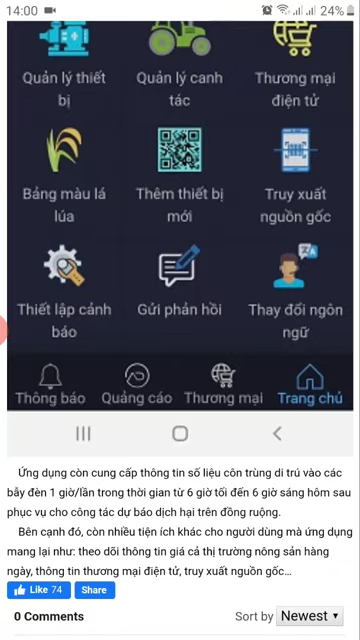 14:00
24%
Quản lý thiết
bị
Quản lý canh
tác
Thương mại
điện tử
Bảng màu lá
lúa
Thêm thiết bị
mới
Truy xuất
nguồn gốc
Thiết lập cảnh
báo
Gửi phản hồi
Thay đổi ngôn
ngữ
Thông báo
Quảng cáo
Thương mại
Trang chủ
Ứng dụng còn cung cấp thông tin số liệu côn trùng di trú vào các
bẫy đèn 1 giờ/lần trong thời gian từ 6 giờ tối đến 6 giờ sáng hôm sau
phục vụ cho công tác dự báo dịch hại trên đồng ruộng.
Bên cạnh đó, còn nhiều tiện ích khác cho người dùng mà ứng dụng
mang lại như: theo dõi thông tin giá cả thị trường nông sản hàng
ngày, thông tin thương mại điện tử, truy xuất nguồn gốc...
Like 74
Share
0 Comments
Sort by Newest